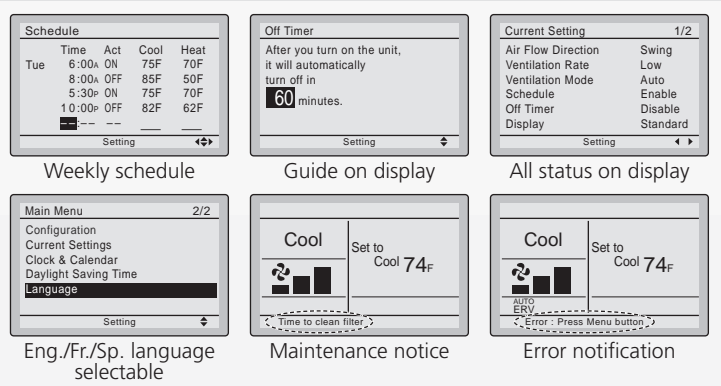 Schedule
Time Act Cool Heat
Tue 6:00A ON 75F 70F
8:00A OFF 85F 50F
5:30P ON 75F 70F
10:00P OFF 82F 62F
--:-- -- __ __
Setting
Weekly schedule
Off Timer
After you turn on the unit,
it will automatically
turn off in
60 minutes.
Setting
Guide on display
Current Setting 1/2
Air Flow Direction Swing
Ventilation Rate Low
Ventilation Mode Auto
Schedule Enable
Off Timer Disable
Display Standard
Setting
All status on display
Main Menu 2/2
Configuration
Current Settings
Clock & Calendar
Daylight Saving Time
Language
Setting
Eng./Fr./Sp. language
selectable
Cool
Set to
Cool 74F
Time to clean filter
Maintenance notice
Cool
Set to
Cool 74F
AUTO
ERV
Error : Press Menu button
Error notification